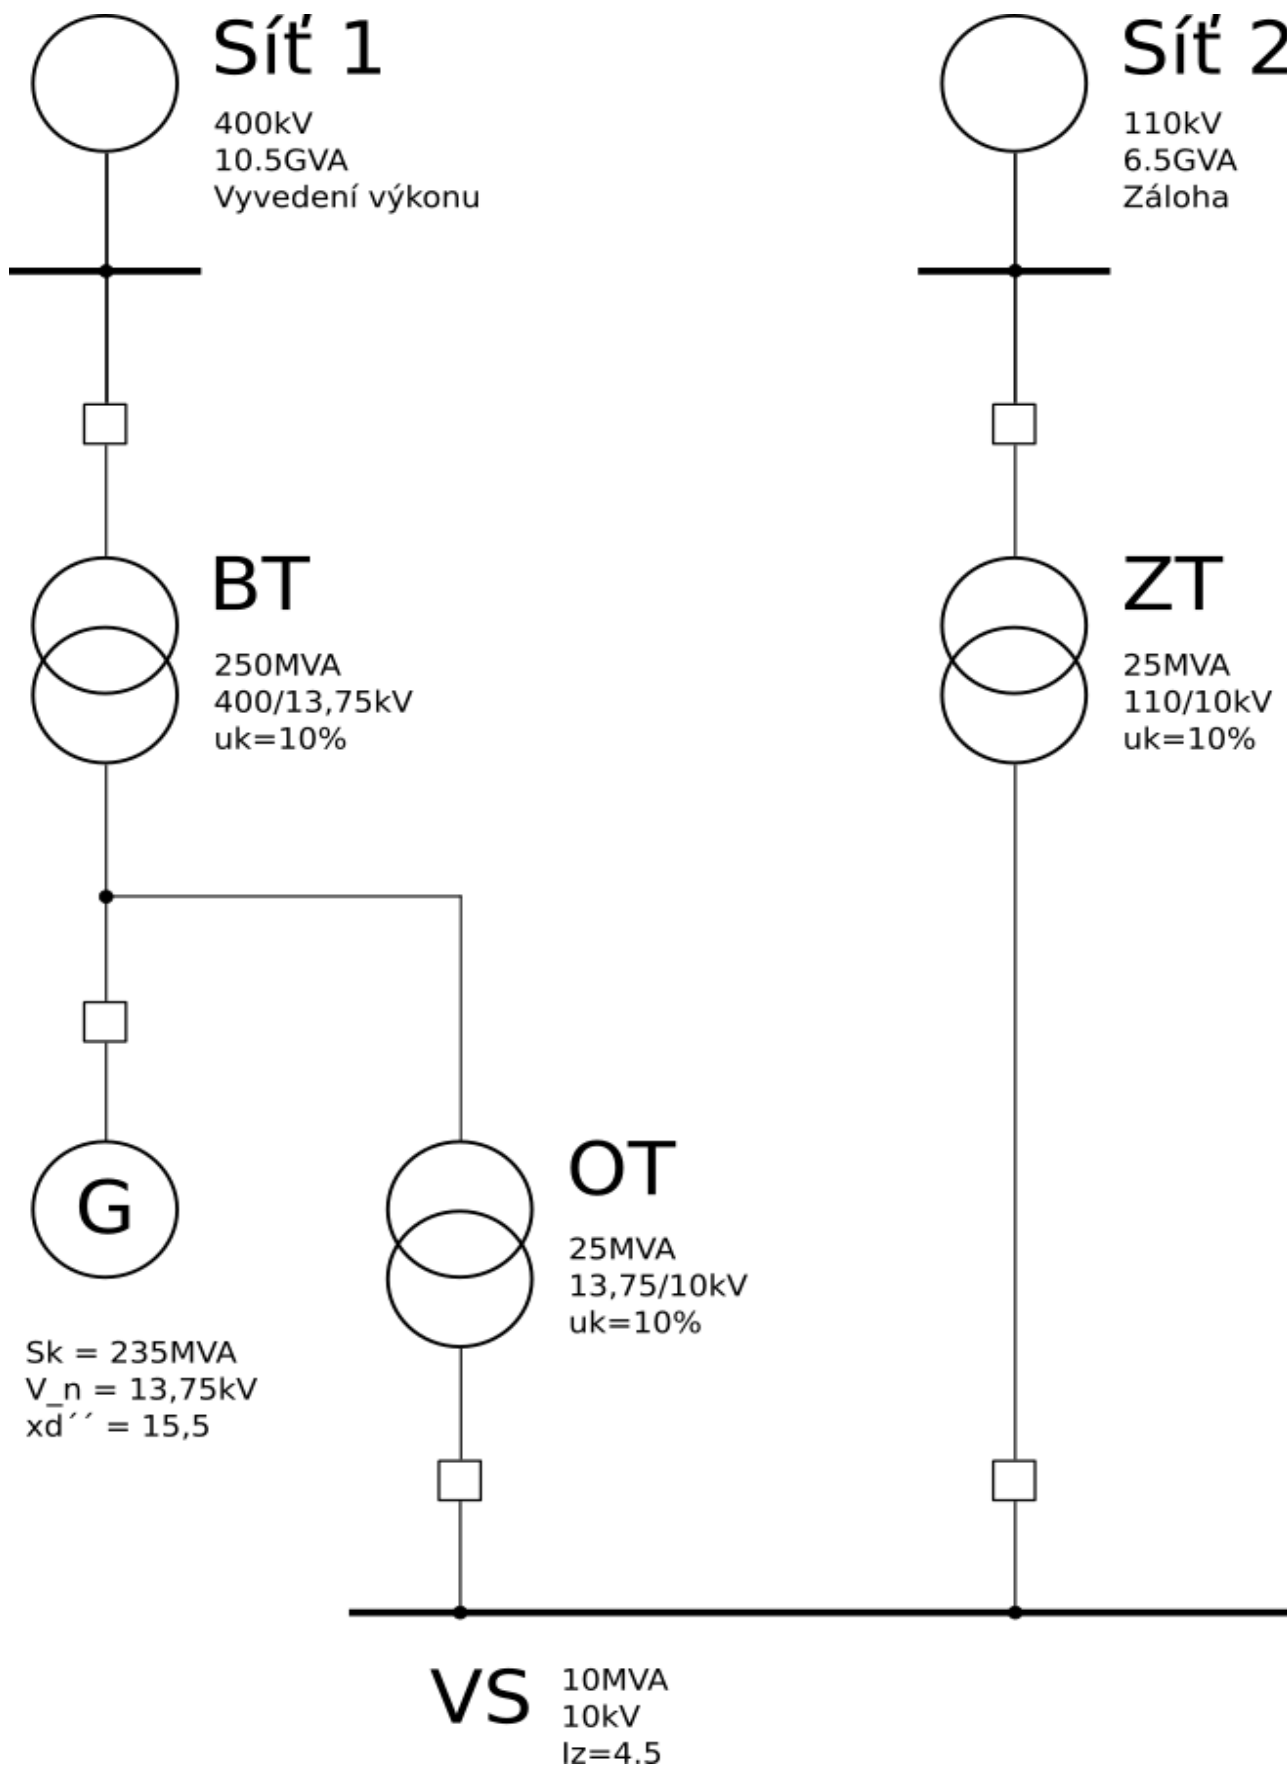 Síť 1
400kV
10.5GVA
Vyvedení výkonu
Síť 2
110kV
6.5GVA
Záloha
BT
250MVA
400/13,75kV
uk=10%
ZT
25MVA
110/10kV
uk=10%
G
Sk = 235MVA
V_n = 13,75kV
xd´´ = 15,5
OT
25MVA
13,75/10kV
uk=10%
VS
10MVA
10kV
Iz=4.5